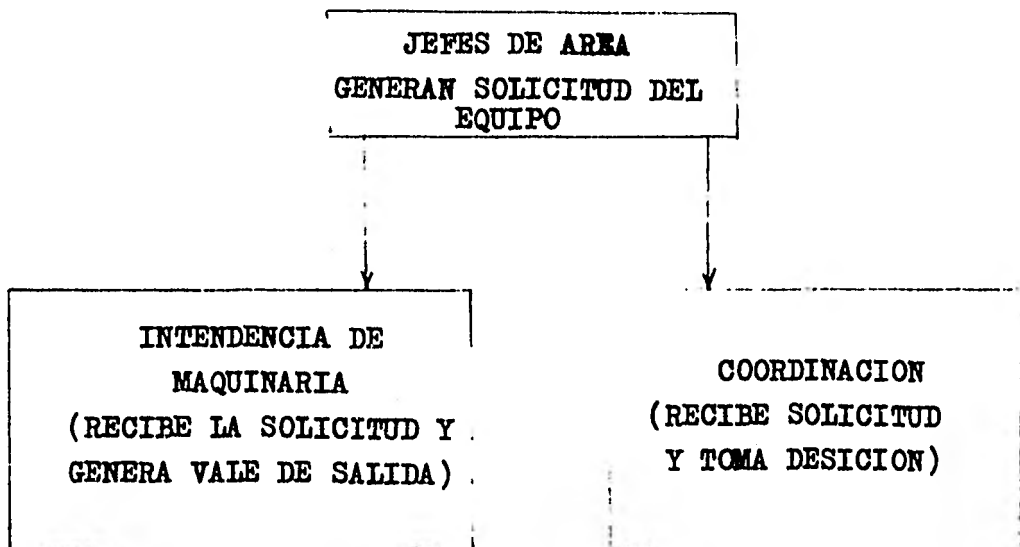 JEFES DE AREA
GENERAN SOLICITUD DEL
EQUIPO
INTENDENCIA DE
MAQUINARIA
(RECIBE LA SOLICITUD Y
GENERA VALE DE SALIDA)
COORDINACION
(RECIBE SOLICITUD
Y TOMA DESICION)